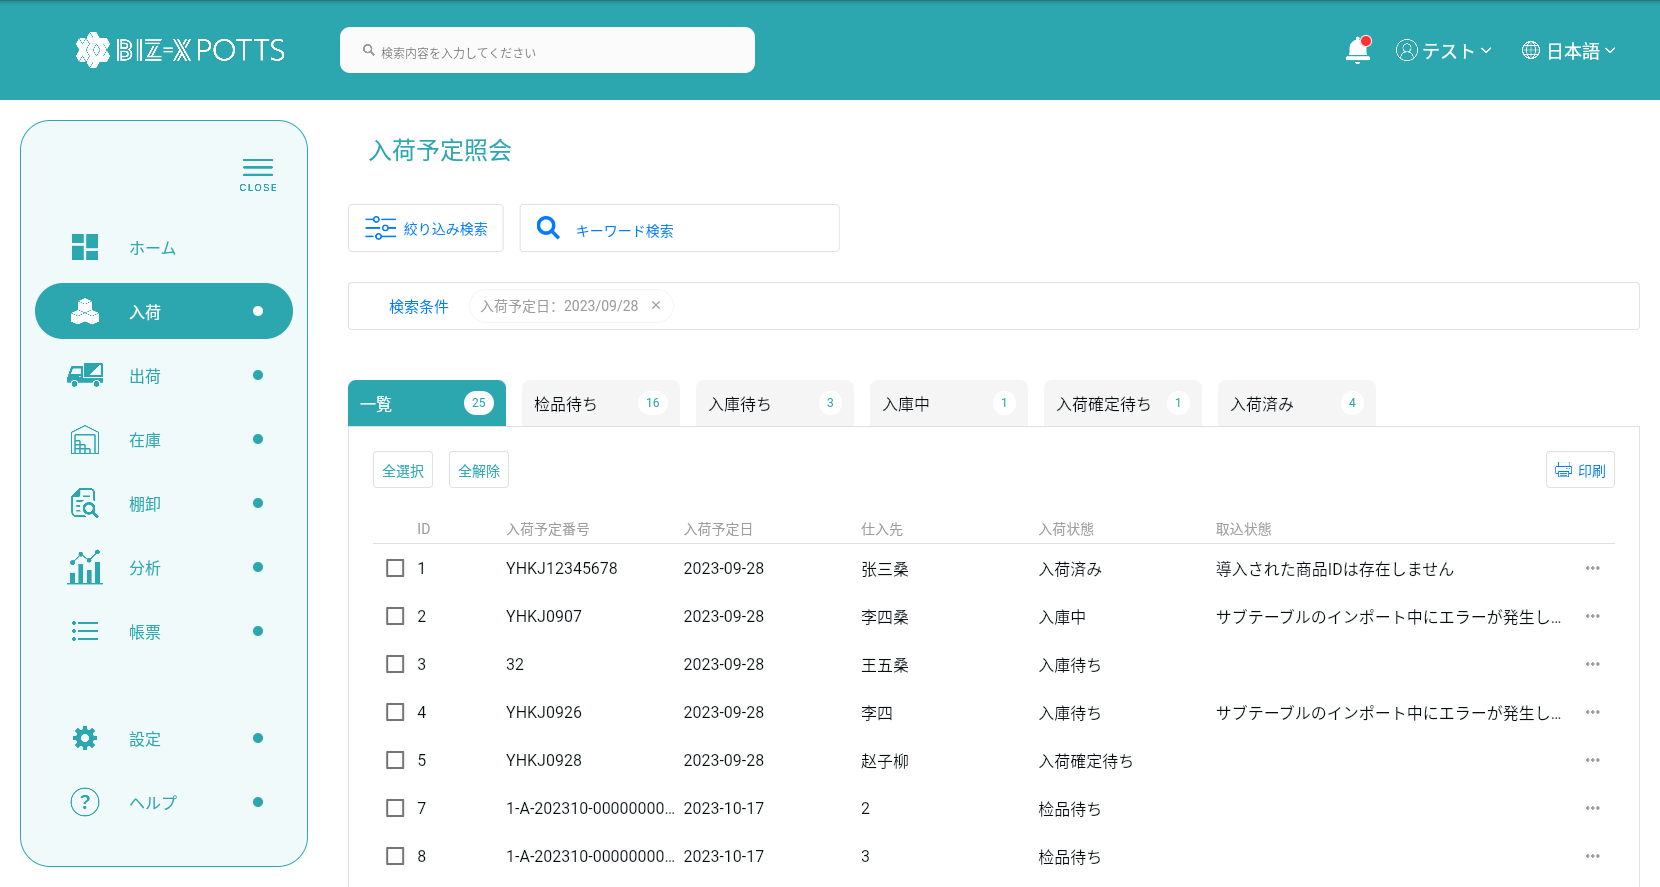 BIZ-X POTTS
検索内容を入力してください
テスト
日本語
CLOSE
ホーム
入荷
出荷
在庫
棚卸
分析
帳票
設定
ヘルプ
入荷予定照会
絞り込み検索
キーワード検索
検索条件 入荷予定日: 2023/09/28 ×
一覧 25 検品待ち 16 入庫待ち 3 入庫中 1 入荷確定待ち 1 入荷済み 4
全選択 全解除 印刷
ID 入荷予定番号 入荷予定日 仕入先 入荷状態 取込状態
1 YHKJ12345678 2023-09-28 张三桑 入荷済み 導入された商品IDは存在しません
2 YHKJ0907 2023-09-28 李四桑 入庫中 サブテーブルのインポート中にエラーが発生し...
3 32 2023-09-28 王五桑 入庫待ち
4 YHKJ0926 2023-09-28 李四 入庫待ち サブテーブルのインポート中にエラーが発生し...
5 YHKJ0928 2023-09-28 赵子柳 入荷確定待ち
7 1-A-202310-00000000... 2023-10-17 2 检品待ち
8 1-A-202310-00000000... 2023-10-17 3 检品待ち